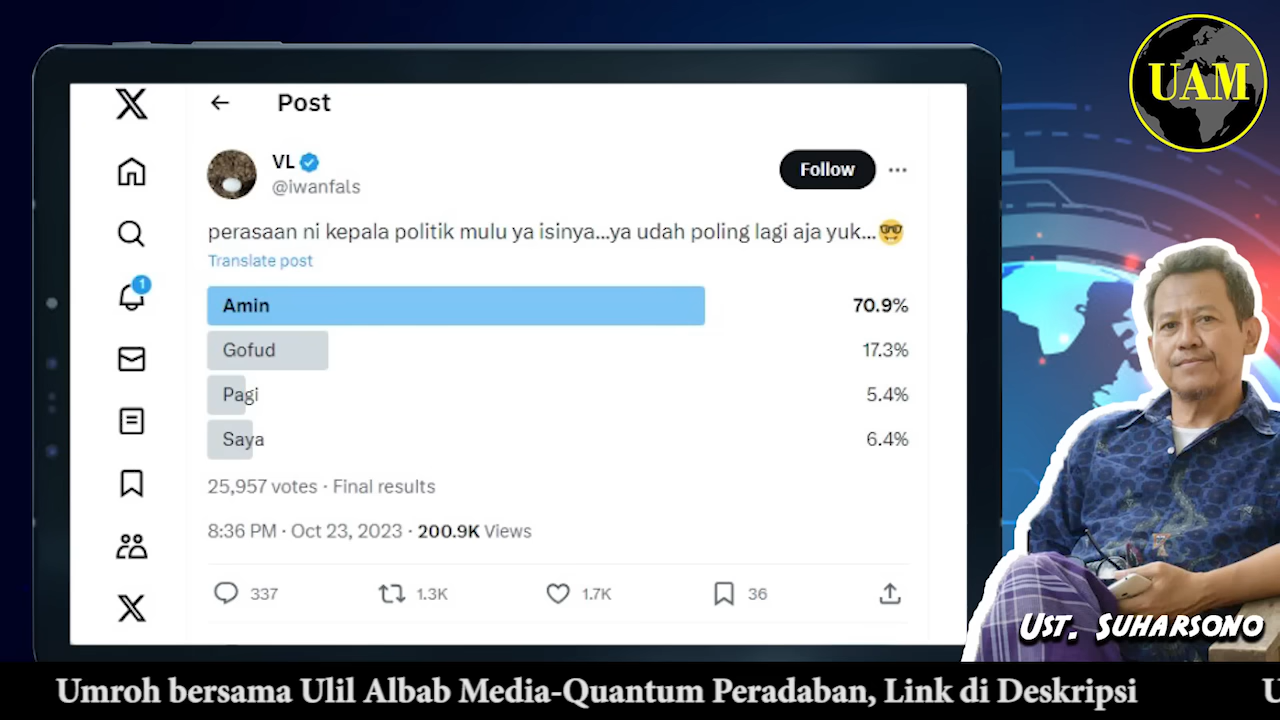 UAM
Post
VL
@iwanfals
Follow
perasaan ni kepala politik mulu ya isinya...ya udah poling lagi aja yuk...🤓
Translate post
1
Amin 70.9%
Gofud 17.3%
Pagi 5.4%
Saya 6.4%
25,957 votes · Final results
8:36 PM · Oct 23, 2023 · 200.9K Views
337 1.3K 1.7K 36
Ust. Suharsono
Umroh bersama Ulil Albab Media-Quantum Peradaban, Link di Deskripsi
U